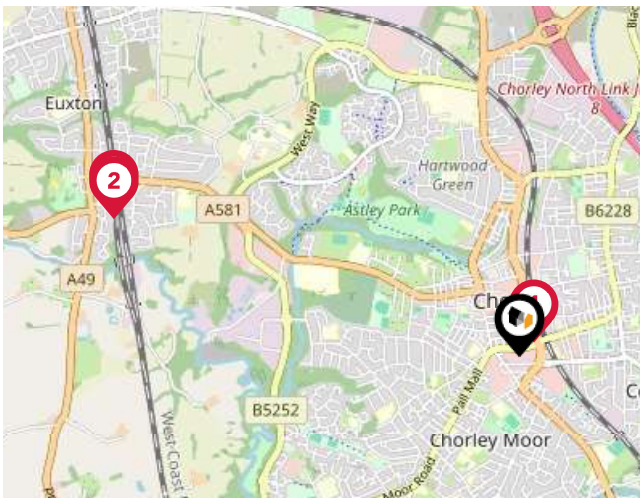 Euxton
West Way
Chorley North Link J
8
Hartwood
Green
2
A581
Astley Park
B6228
A49
B5252
Pall Mall
West Coast
Chorley Moor
Moor Road